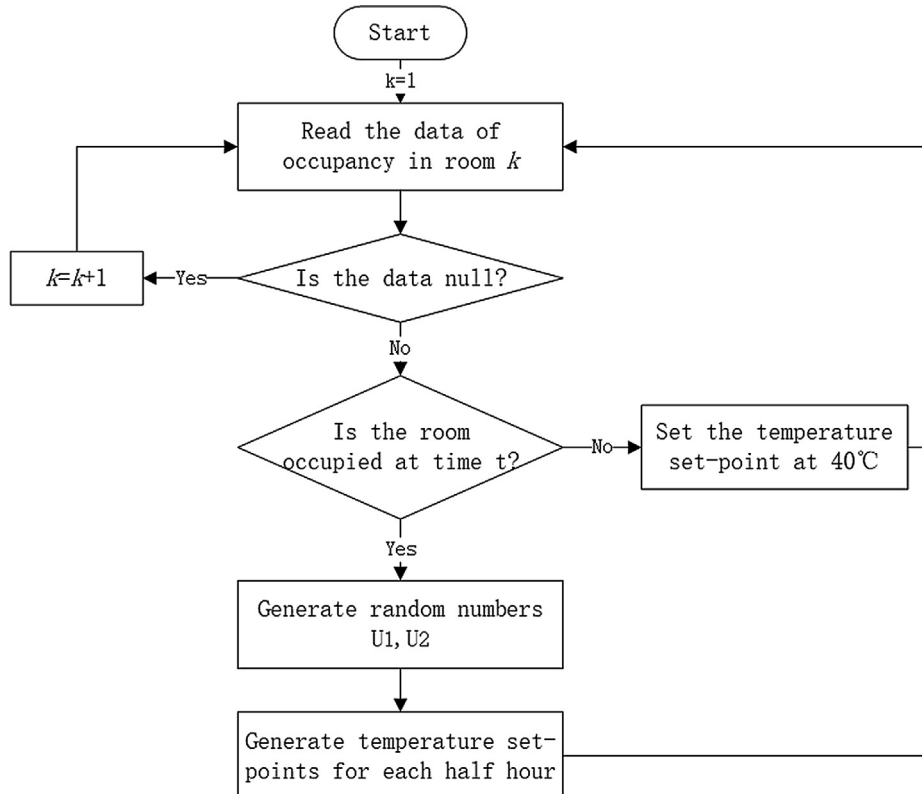 Start
k=1
Read the data of
occupancy in room k
Is the data null?
Yes
k=k+1
No
Is the room
occupied at time t?
No
Set the temperature
set-point at 40℃
Yes
Generate random numbers
U1,U2
Generate temperature set-
points for each half hour